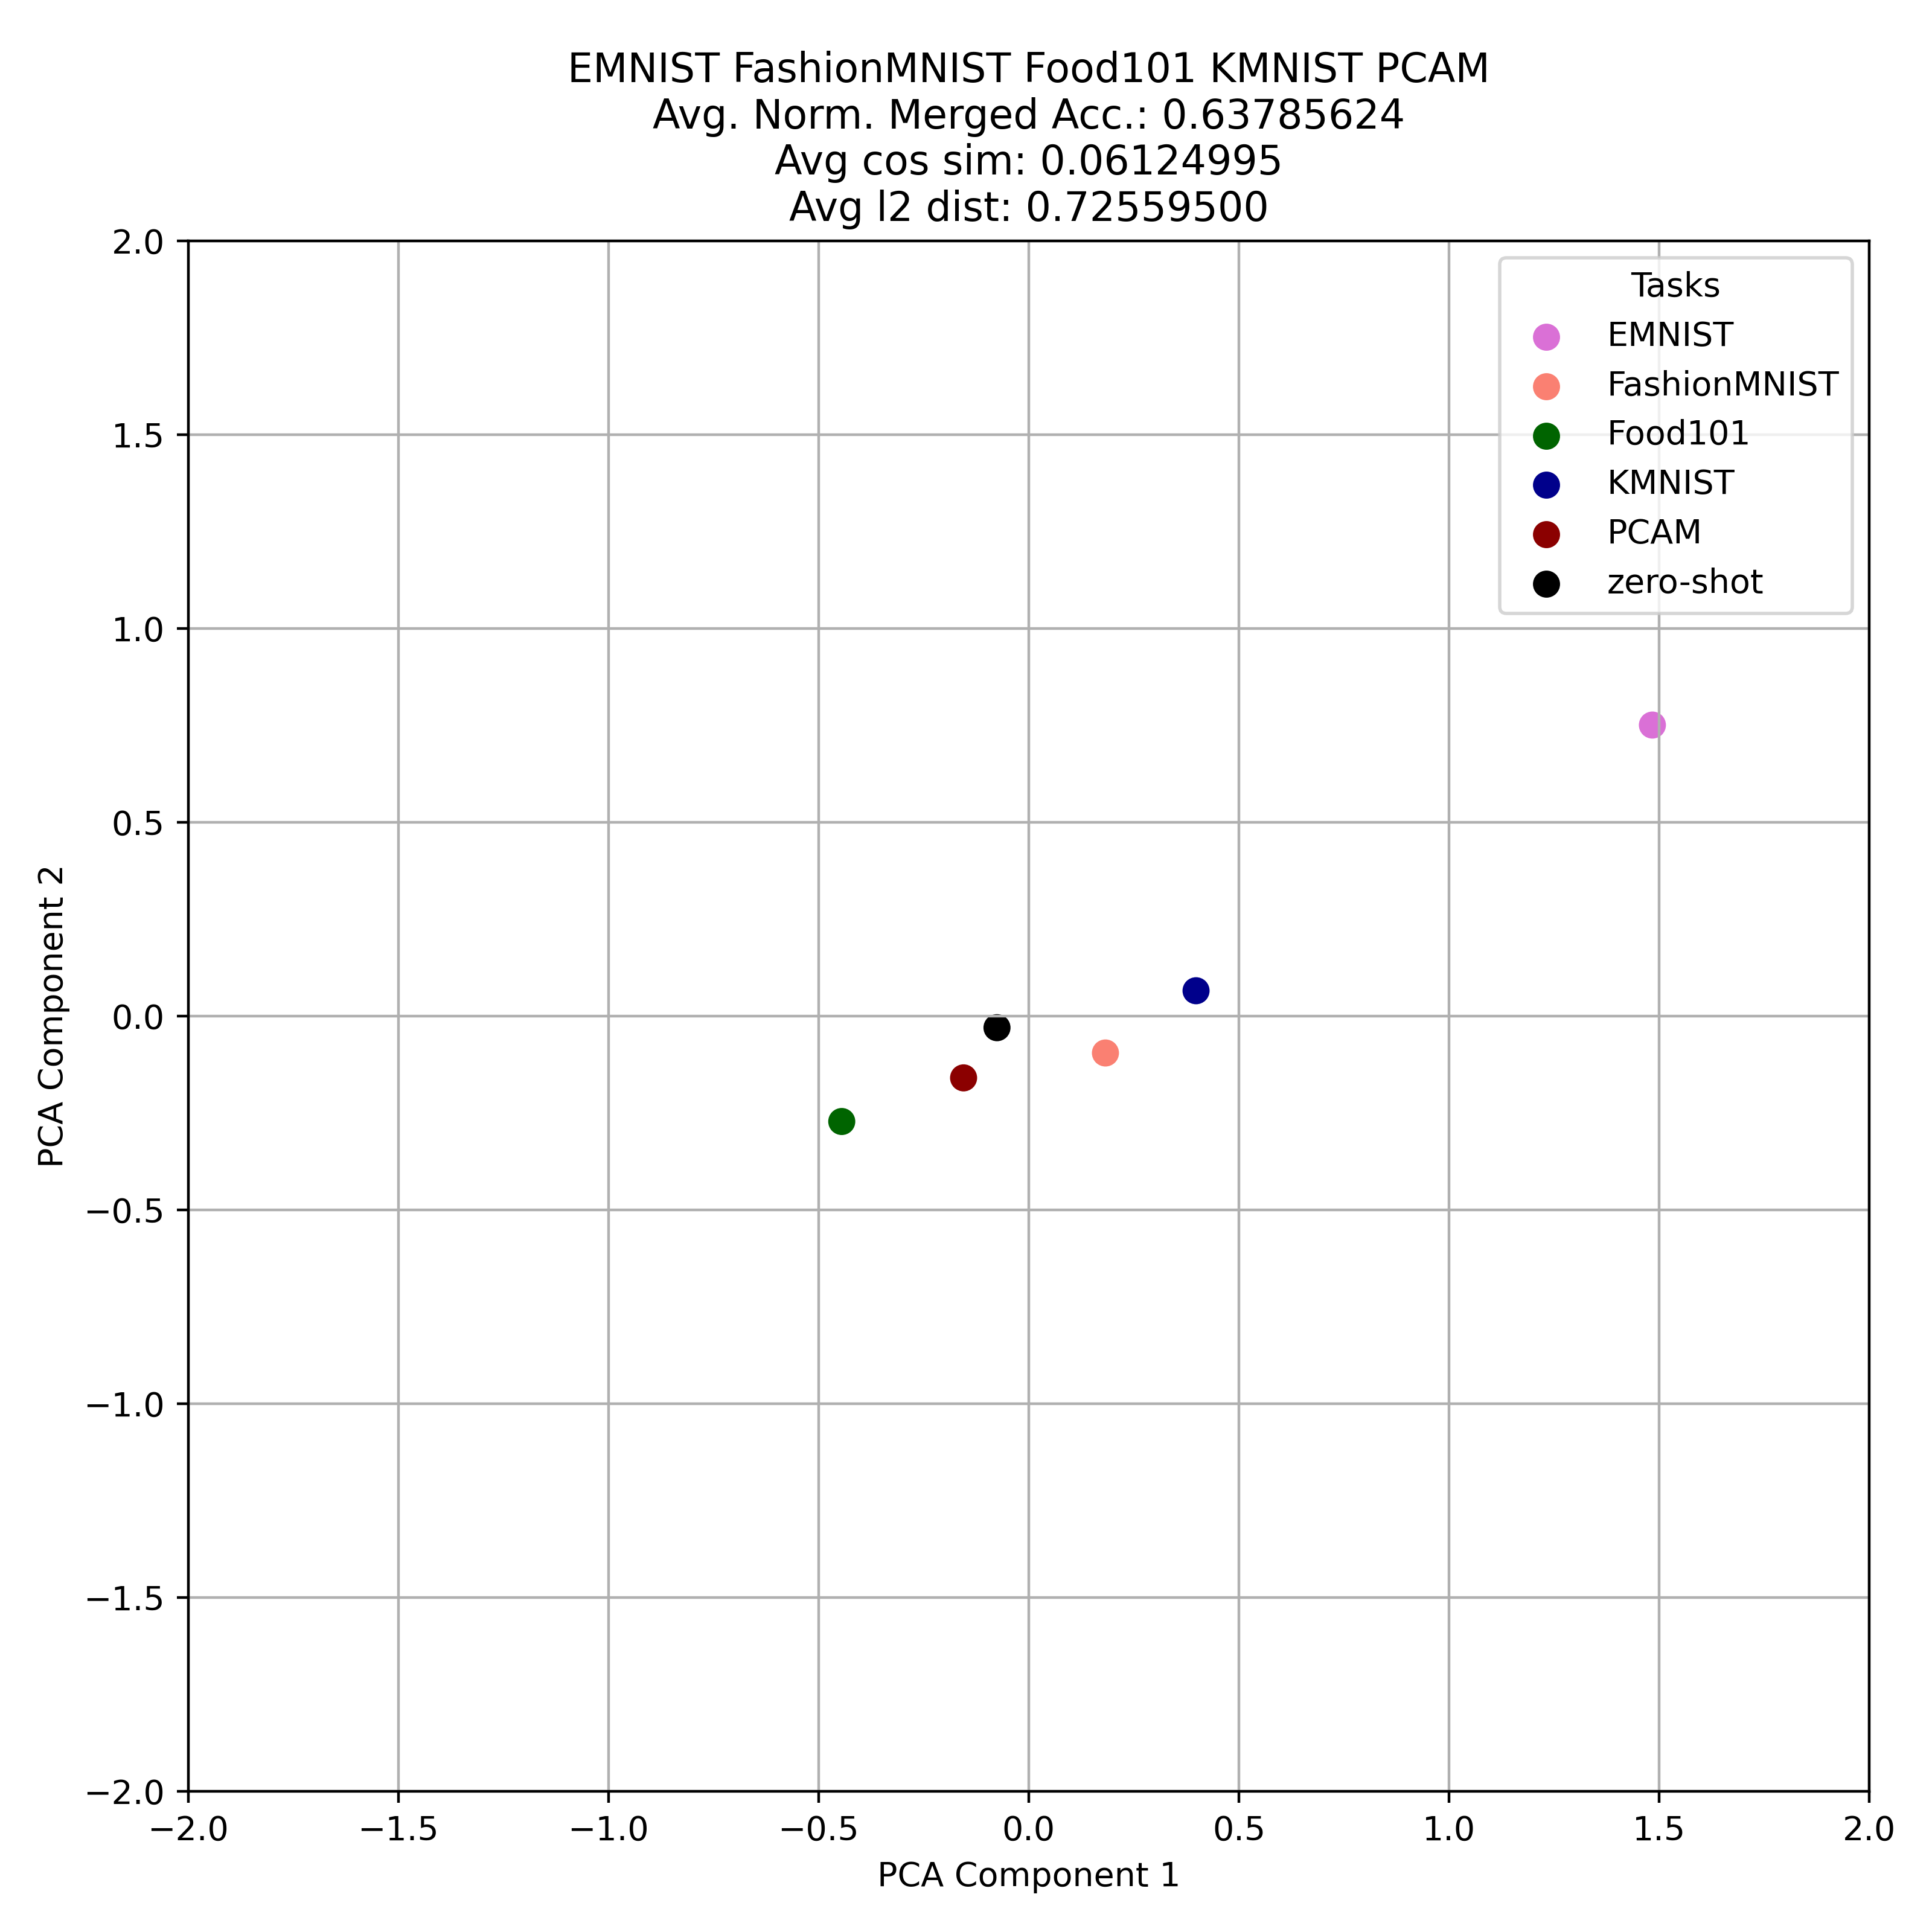 EMNIST FashionMNIST Food101 KMNIST PCAM
Avg. Norm. Merged Acc.: 0.63785624
Avg cos sim: 0.06124995
Avg l2 dist: 0.72559500
Tasks
EMNIST
FashionMNIST
Food101
KMNIST
PCAM
zero-shot
PCA Component 2
2.0
1.5
1.0
0.5
0.0
−0.5
−1.0
−1.5
−2.0
−2.0 −1.5 −1.0 −0.5 0.0 0.5 1.0 1.5 2.0
PCA Component 1